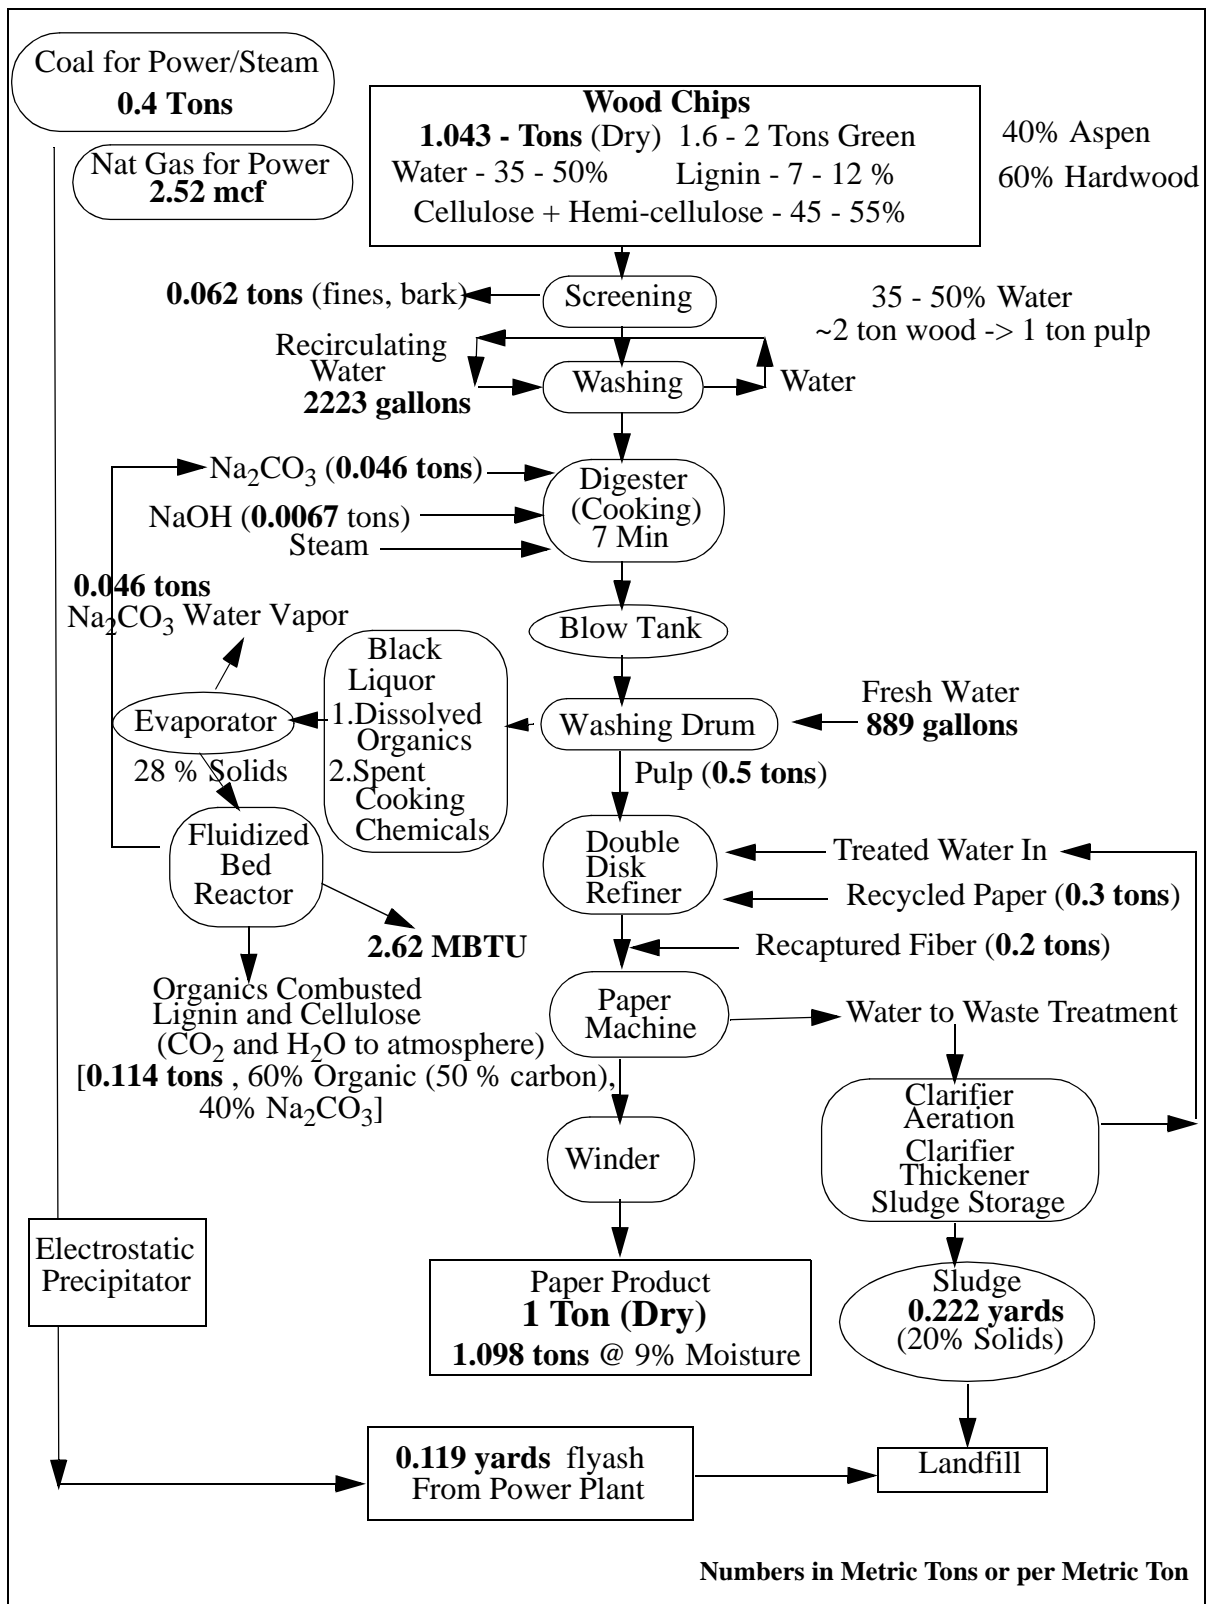 Coal for Power/Steam
0.4 Tons
Nat Gas for Power
2.52 mcf
Wood Chips
1.043 - Tons (Dry) 1.6 - 2 Tons Green
Water - 35 - 50% Lignin - 7 - 12 %
Cellulose + Hemi-cellulose - 45 - 55%
40% Aspen
60% Hardwood
0.062 tons (fines, bark)
Screening
35 - 50% Water
~2 ton wood -> 1 ton pulp
Recirculating
Water
2223 gallons
Washing
Water
Na2CO3 (0.046 tons)
NaOH (0.0067 tons)
Steam
Digester
(Cooking)
7 Min
0.046 tons
Na2CO3
Water Vapor
Blow Tank
Black
Liquor
1.Dissolved
Organics
2.Spent
Cooking
Chemicals
Evaporator
28 % Solids
Washing Drum
Fresh Water
889 gallons
Pulp (0.5 tons)
Fluidized
Bed
Reactor
Double
Disk
Refiner
Treated Water In
Recycled Paper (0.3 tons)
2.62 MBTU
Recaptured Fiber (0.2 tons)
Organics Combusted
Lignin and Cellulose
(CO2 and H2O to atmosphere)
[0.114 tons , 60% Organic (50 % carbon),
40% Na2CO3]
Paper
Machine
Water to Waste Treatment
Clarifier
Aeration
Clarifier
Thickener
Sludge Storage
Winder
Electrostatic
Precipitator
Paper Product
1 Ton (Dry)
1.098 tons @ 9% Moisture
Sludge
0.222 yards
(20% Solids)
0.119 yards flyash
From Power Plant
Landfill
Numbers in Metric Tons or per Metric Ton